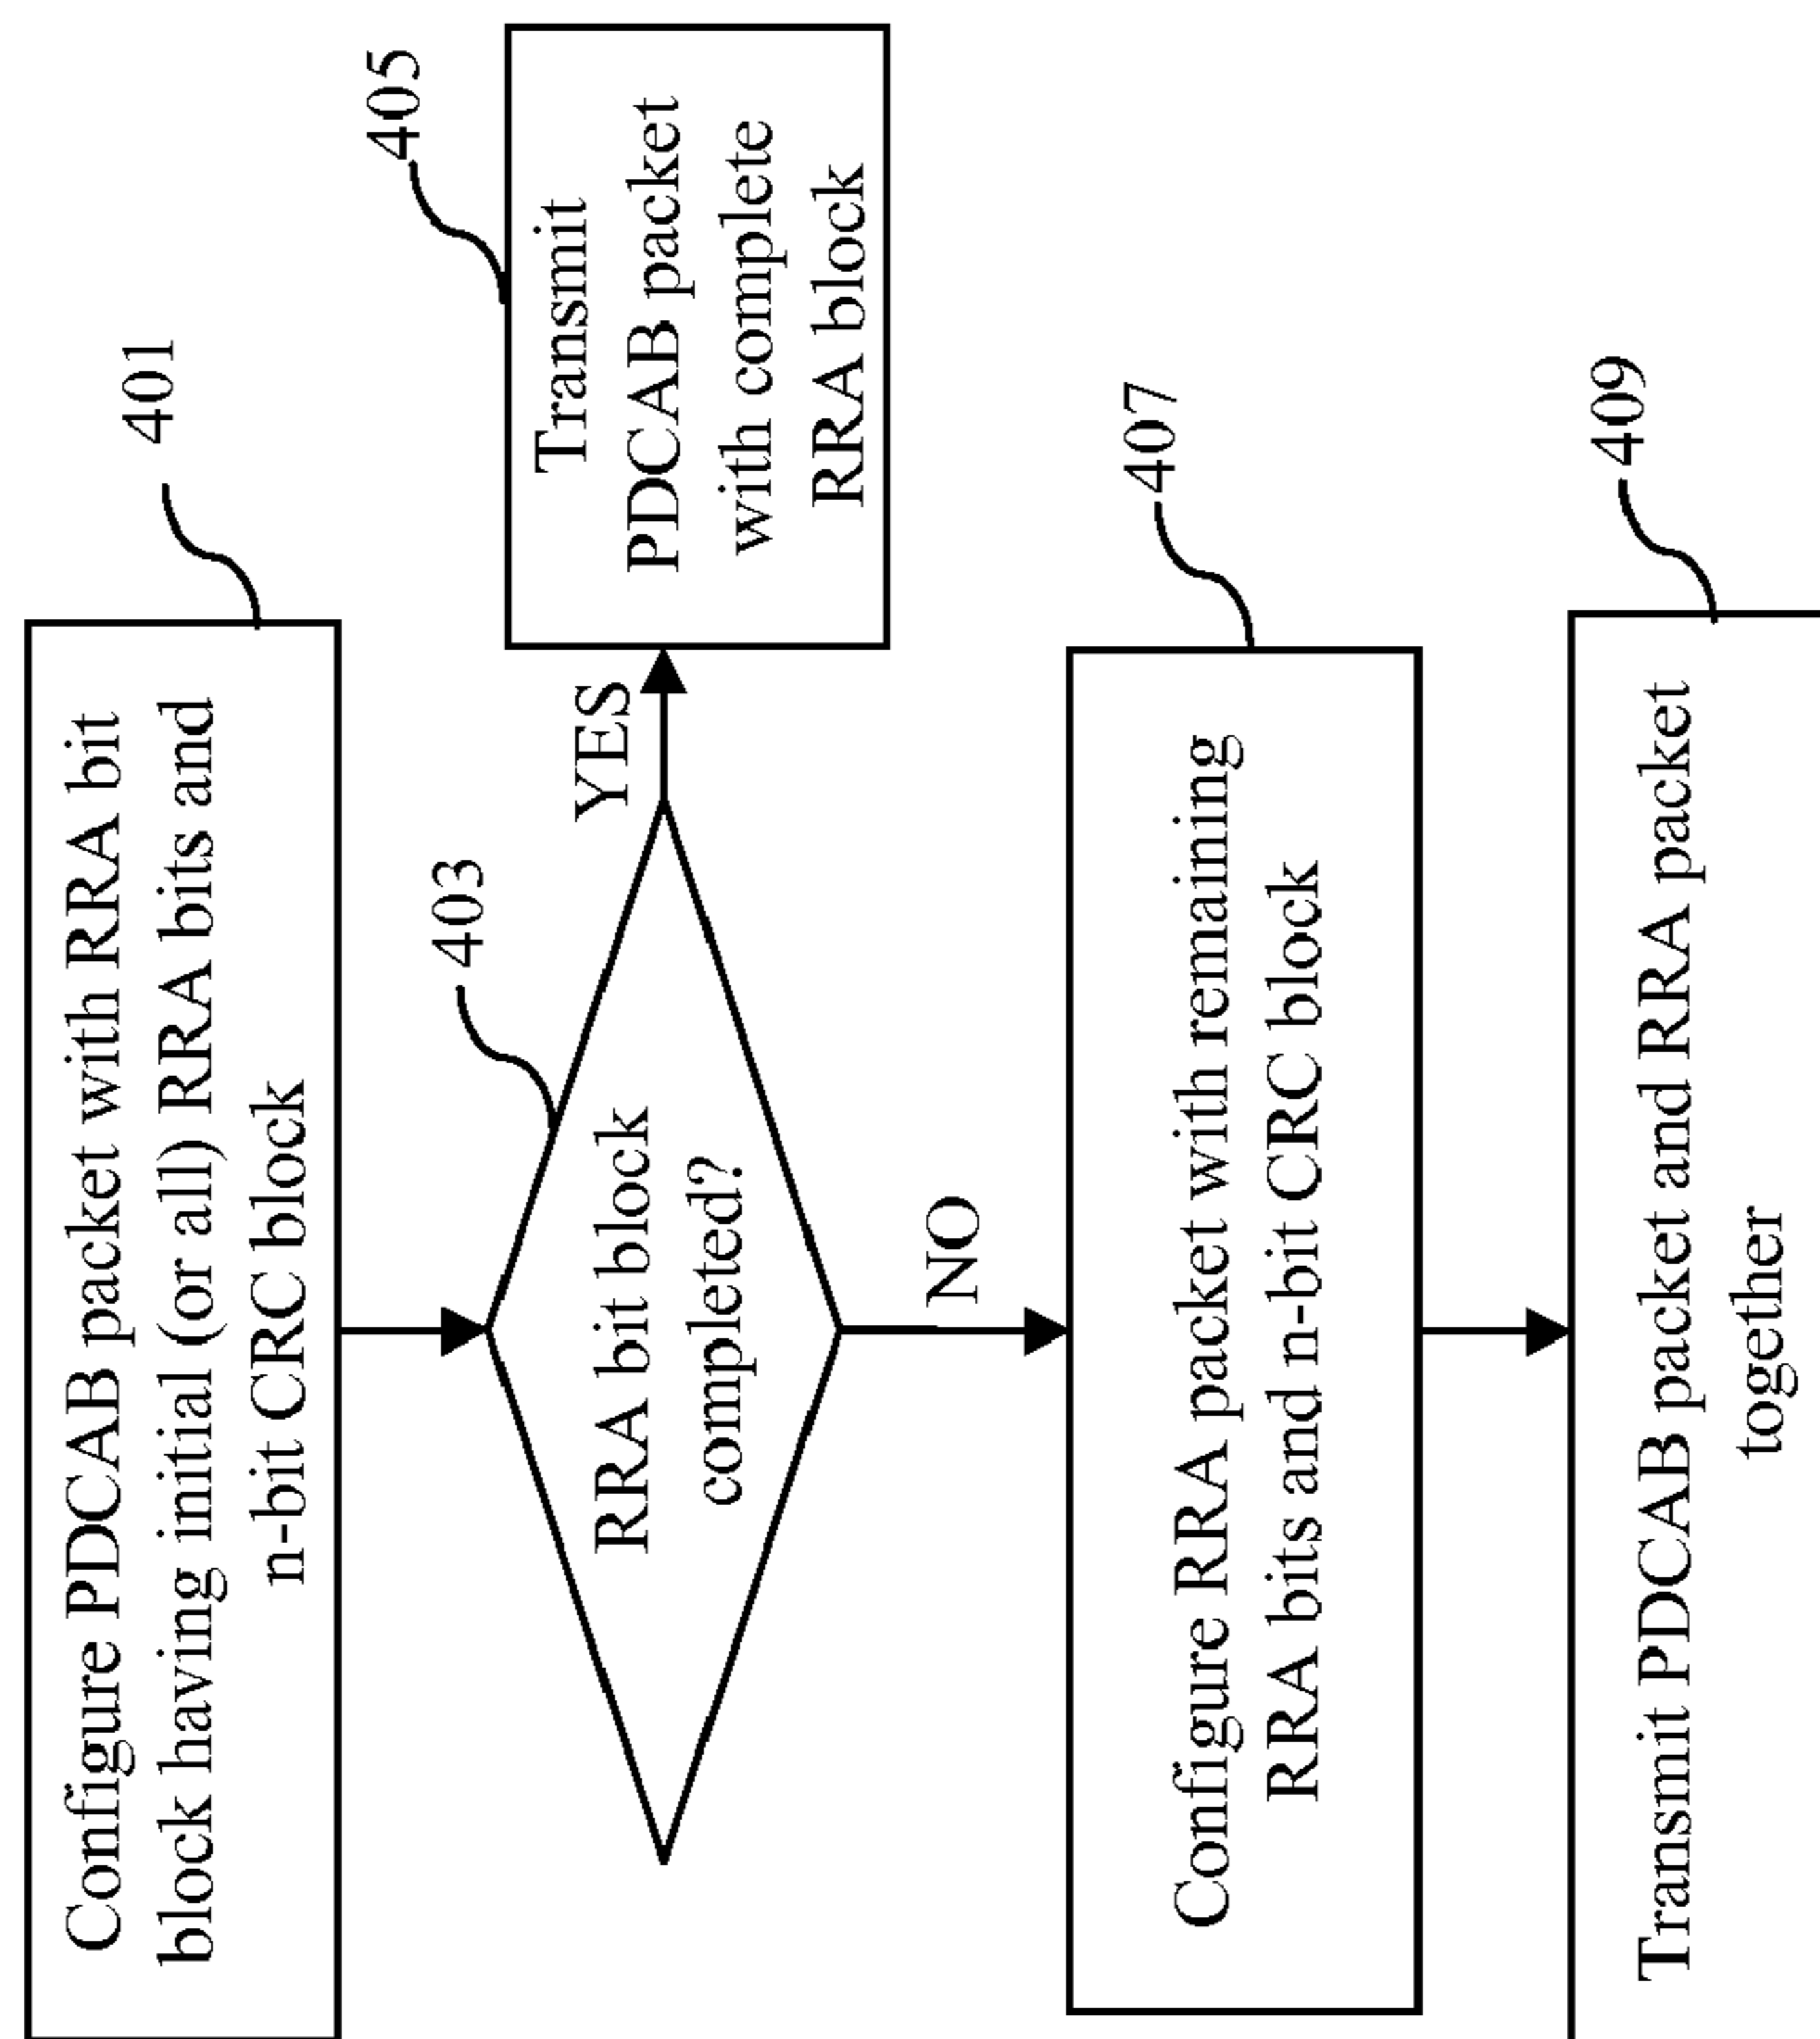 401
Configure PDCAB packet with RRA bit
block having initial (or all) RRA bits and
n-bit CRC block
403
RRA bit block
completed?
YES
405
Transmit
PDCAB packet
with complete
RRA block
NO
407
Configure RRA packet with remaining
RRA bits and n-bit CRC block
409
Transmit PDCAB packet and RRA packet
together